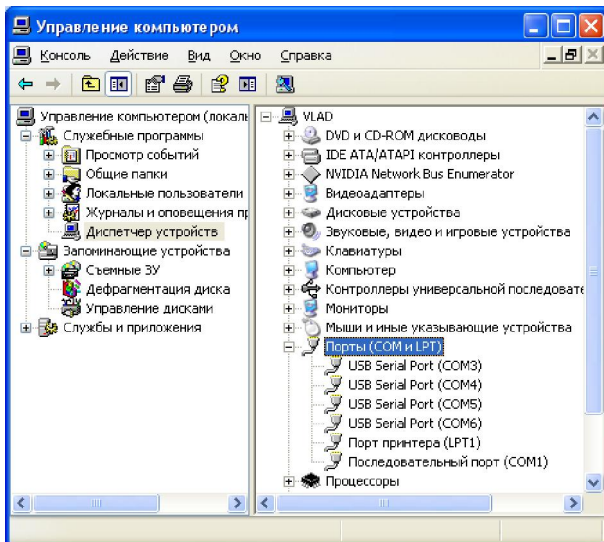 Управление компьютером
Консоль Действие Вид Окно Справка
Управление компьютером (локаль
Служебные программы
Просмотр событий
Общие папки
Локальные пользователи
Журналы и оповещения пр
Диспетчер устройств
Запоминающие устройства
Съемные ЗУ
Дефрагментация диска
Управление дисками
Службы и приложения
VLAD
DVD и CD-ROM дисководы
IDE ATA/ATAPI контроллеры
NVIDIA Network Bus Enumerator
Видеоадаптеры
Дисковые устройства
Звуковые, видео и игровые устройства
Клавиатуры
Компьютер
Контроллеры универсальной последовате
Мониторы
Мыши и иные указывающие устройства
Порты (COM и LPT)
USB Serial Port (COM3)
USB Serial Port (COM4)
USB Serial Port (COM5)
USB Serial Port (COM6)
Порт принтера (LPT1)
Последовательный порт (COM1)
Процессоры